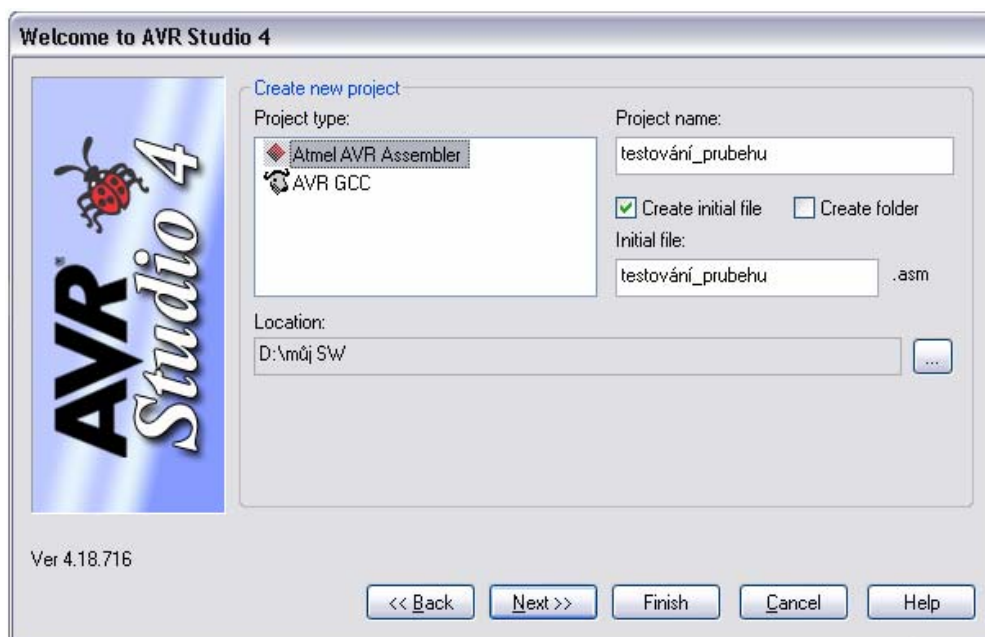 Welcome to AVR Studio 4
AVR®
Studio 4
Create new project
Project type:
Atmel AVR Assembler
AVR GCC
Project name:
testování_prubehu
Create initial file
Create folder
Initial file:
testování_prubehu
.asm
Location:
D:\můj SW
...
Ver 4.18.716
<< Back
Next >>
Finish
Cancel
Help